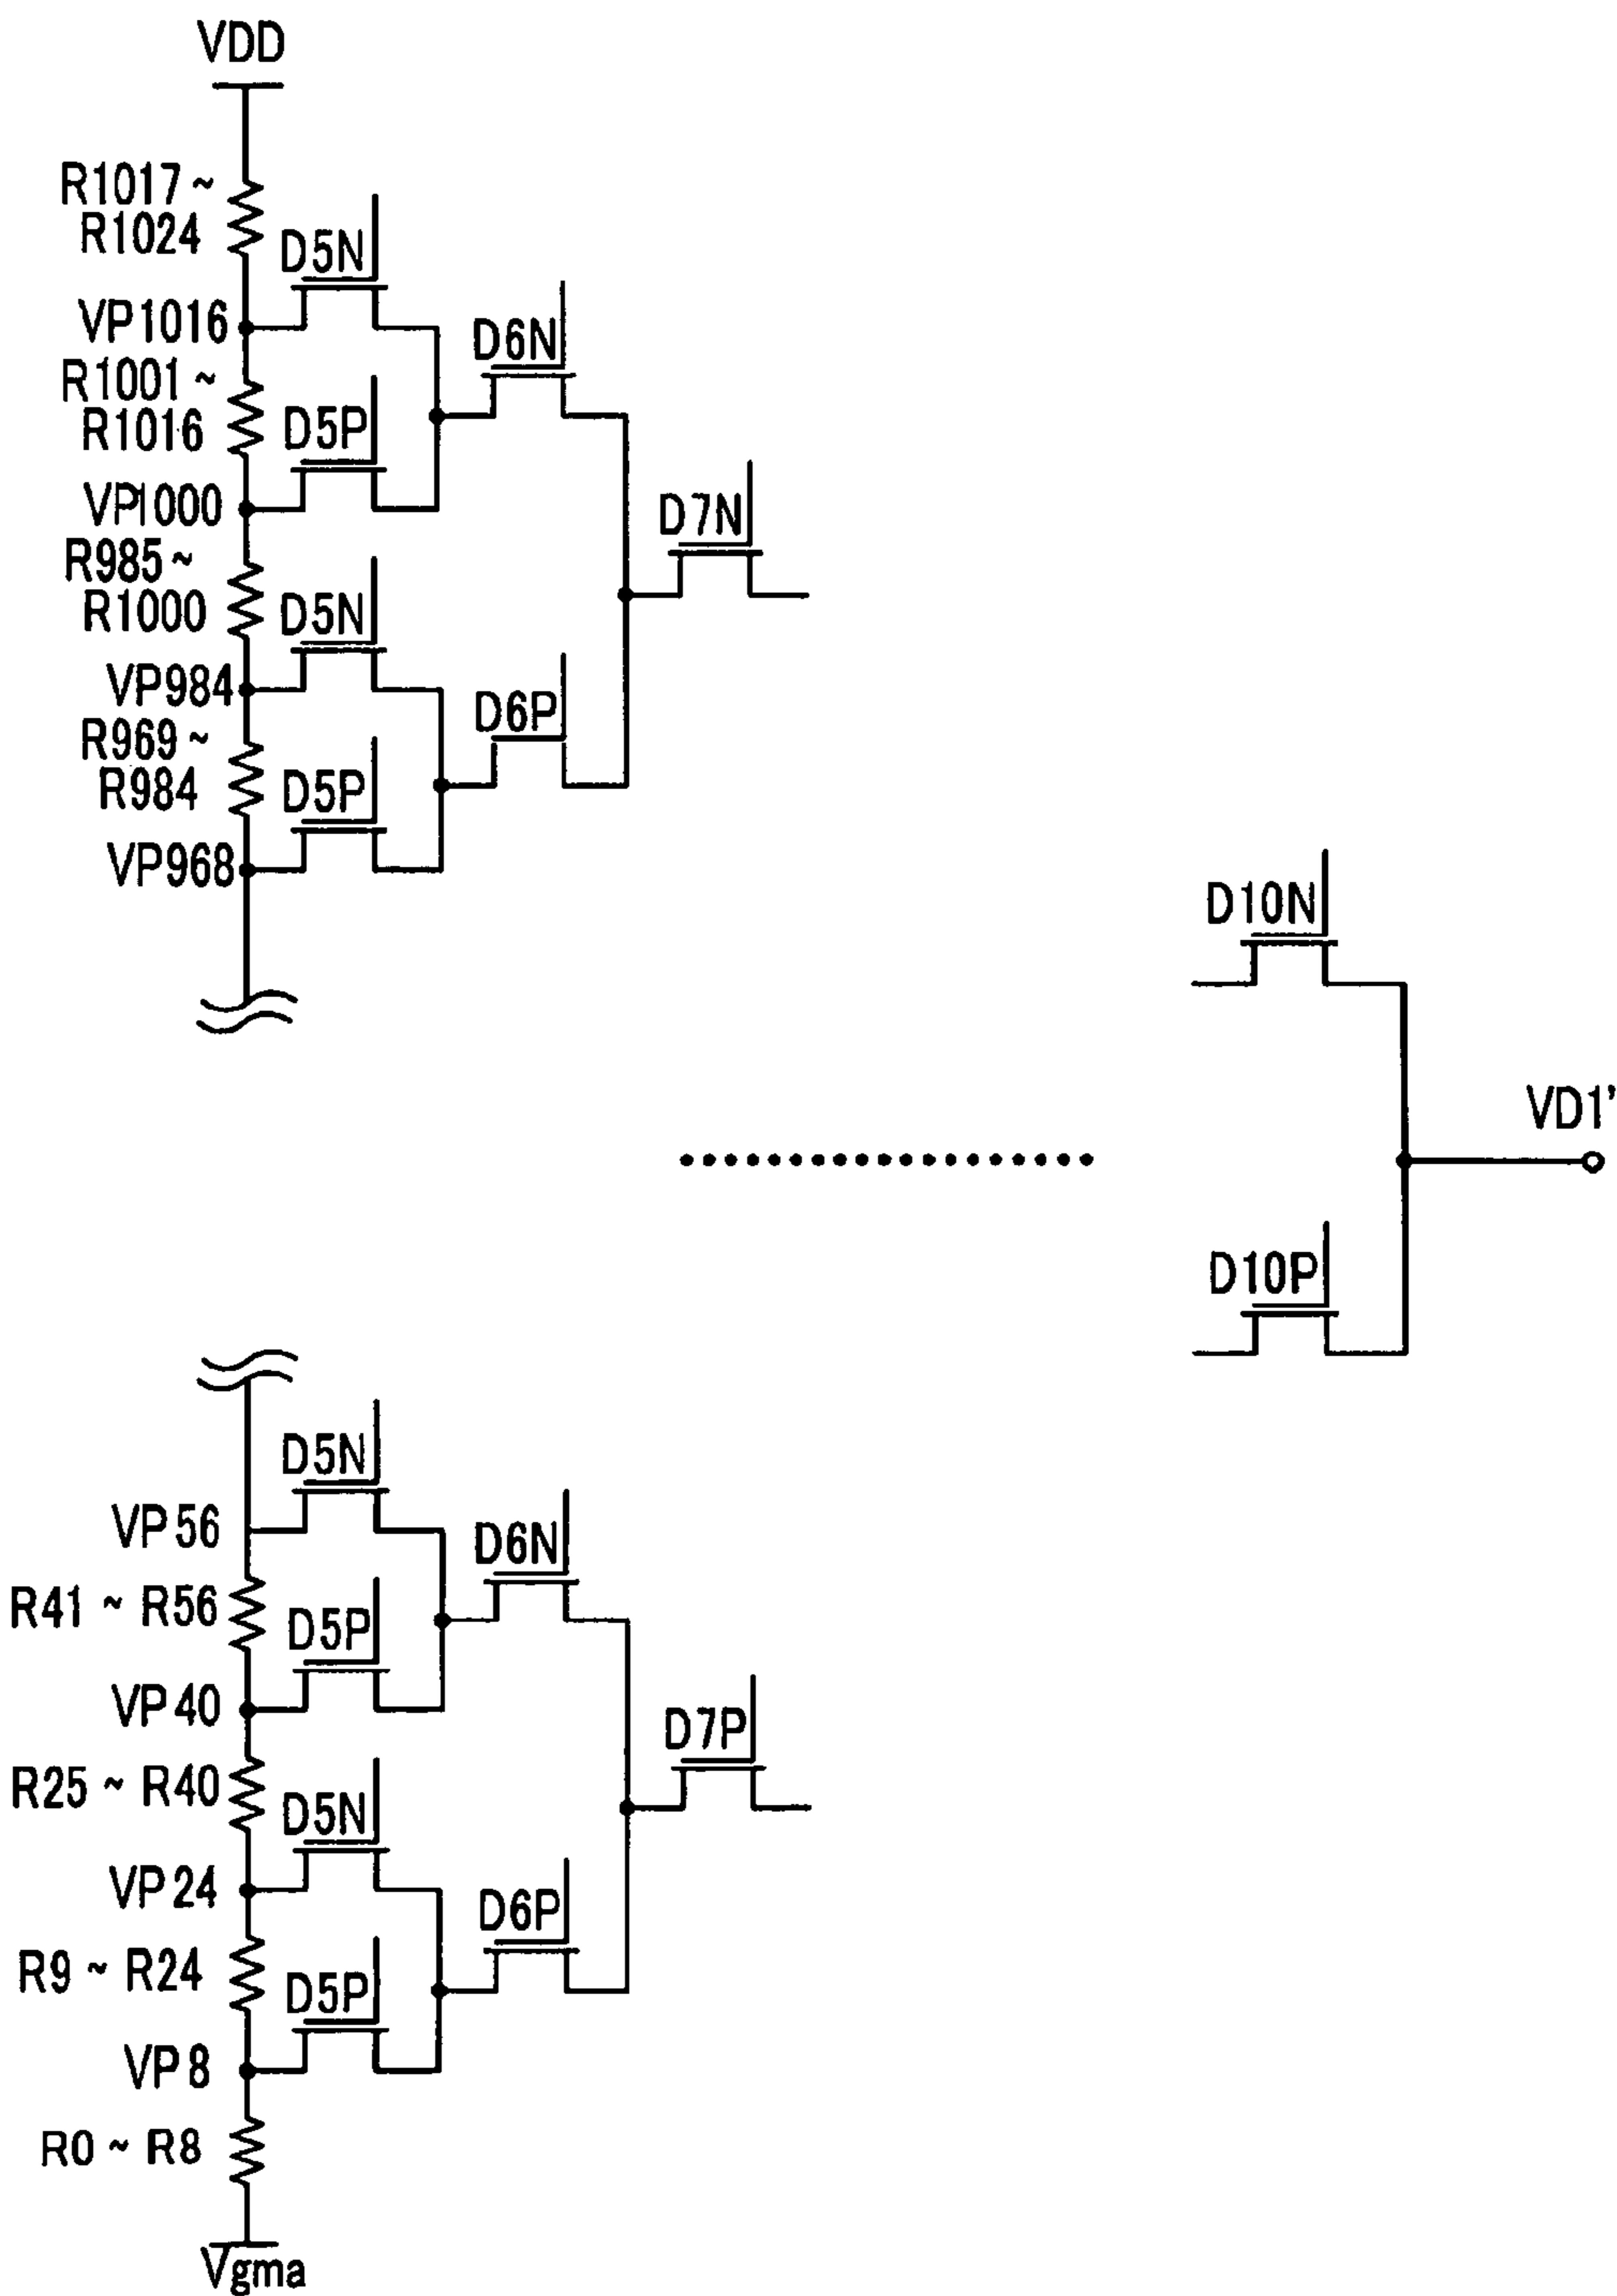 VDD
R1017~
R1024
D5N
VP1016
D6N
R1001~
R1016
D5P
VP1000
D7N
R985~
R1000
D5N
VP984
D6P
R969~
R984
D5P
VP968
D10N
VD1'
D10P
D5N
VP56
D6N
R41 ~ R56
D5P
VP40
D7P
R25 ~ R40
D5N
VP24
D6P
R9 ~ R24
D5P
VP8
R0 ~ R8
Vgma